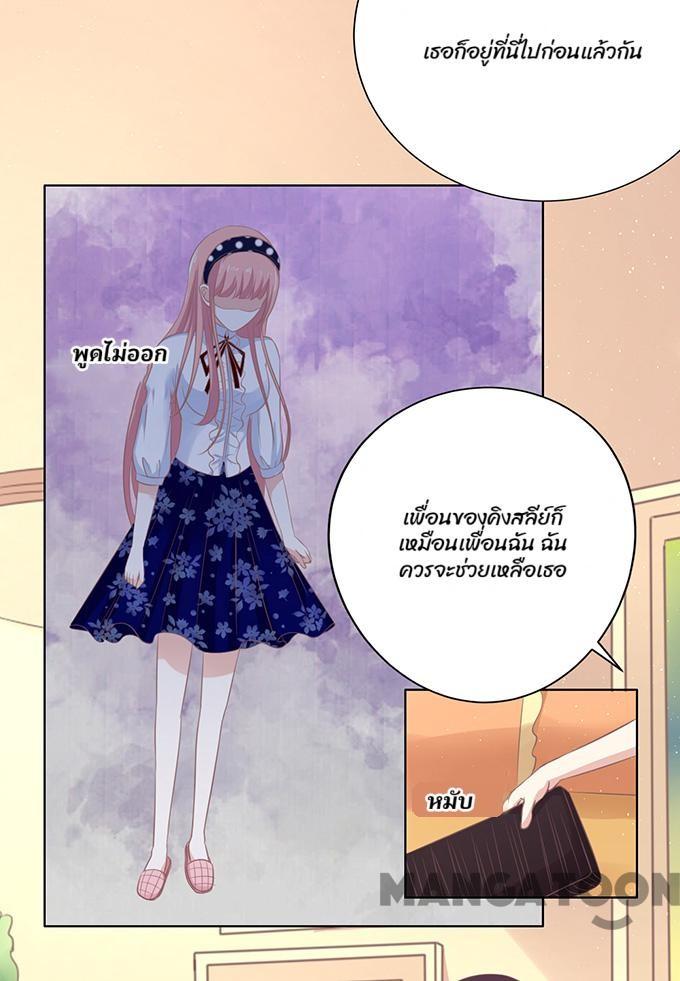 เธอก็อยู่ที่นี่ไปก่อนแล้วกัน
พูดไม่ออก
เพื่อนของคิงสลีย์ก็
เหมือนเพื่อนฉัน ฉัน
ควรจะช่วยเหลือเธอ
หมับ
MANGATOON